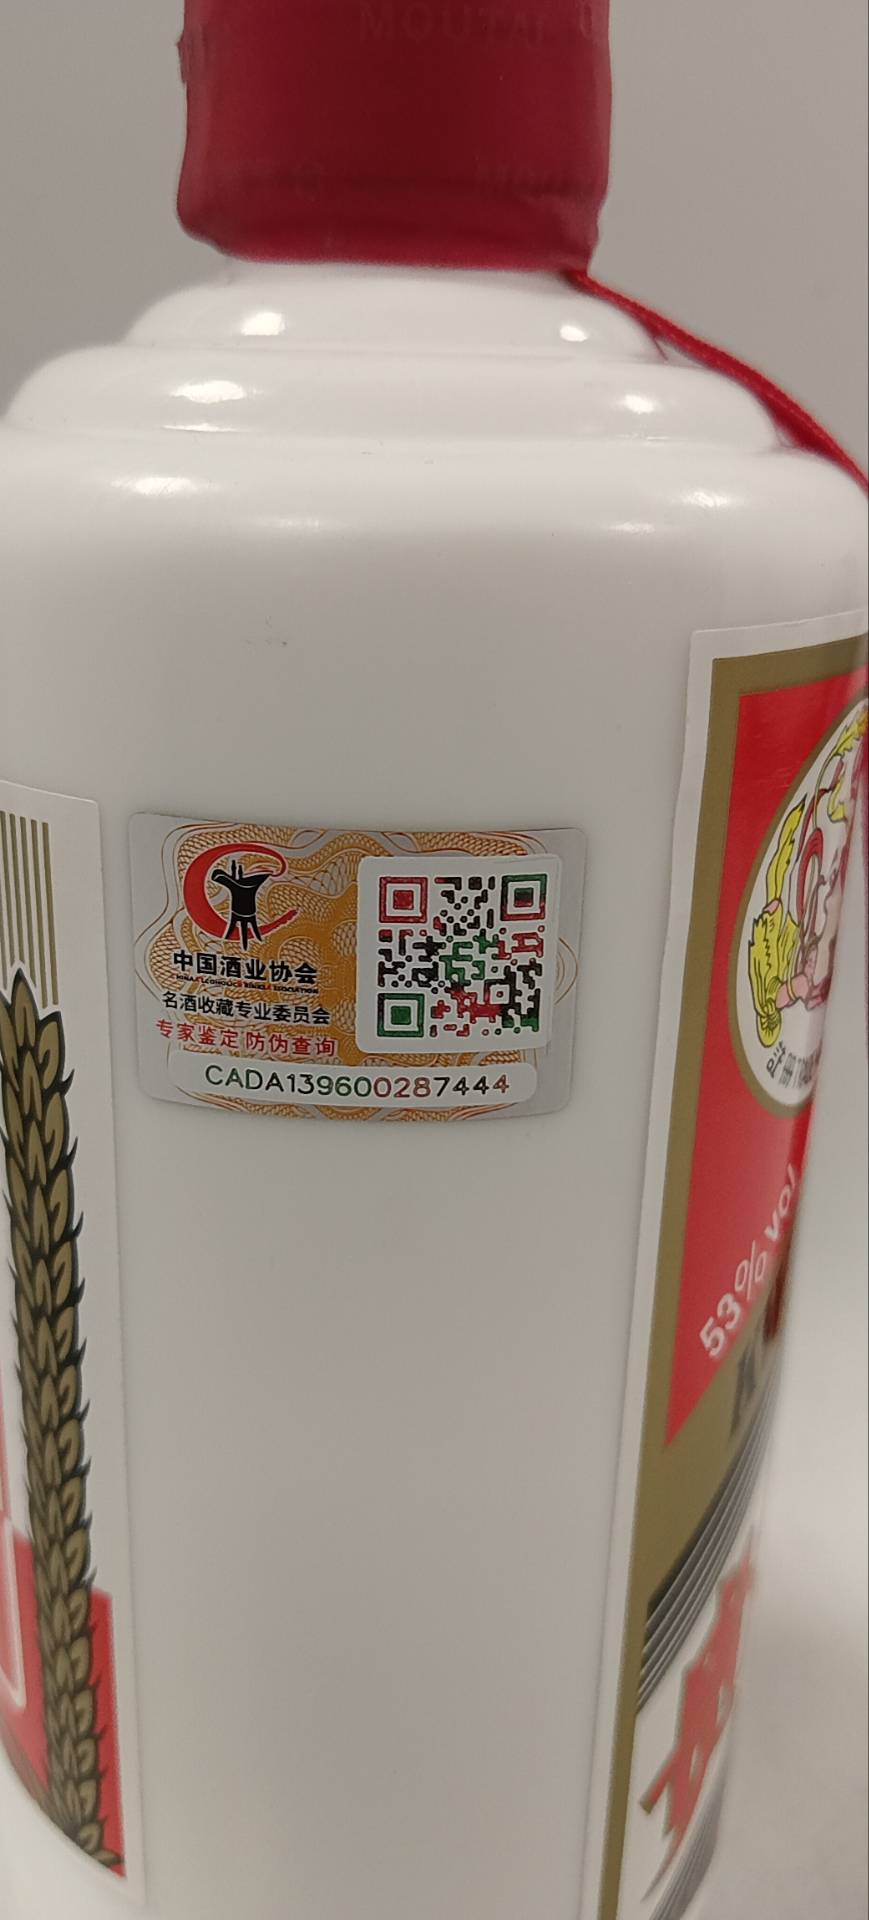 MOUTAI
中国酒业协会
名酒收藏专业委员会
专家鉴定 防伪查询
CADA139600287444
53% vol